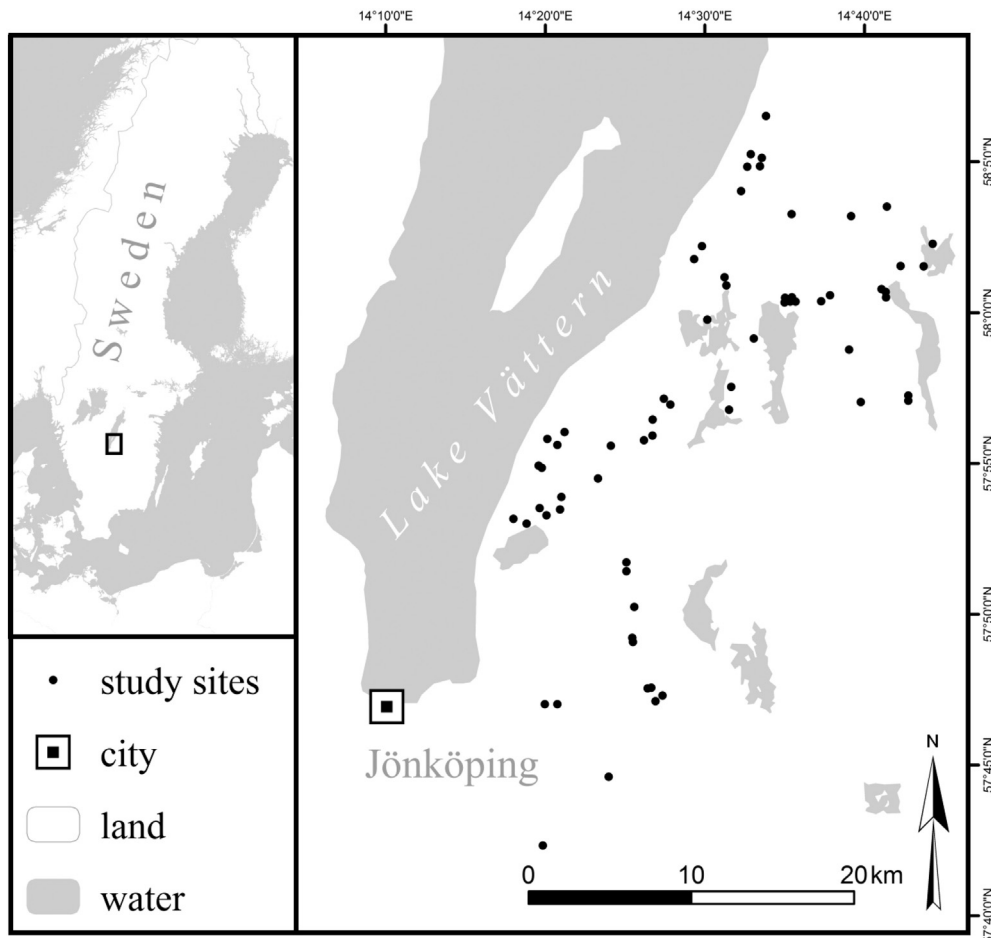 14°10'0"E 14°20'0"E 14°30'0"E 14°40'0"E
Sweden
Lake Vättern
58°5'0"N
58°0'0"N
57°55'0"N
57°50'0"N
57°45'0"N
57°40'0"N
Jönköping
N
0 10 20 km
study sites
city
land
water